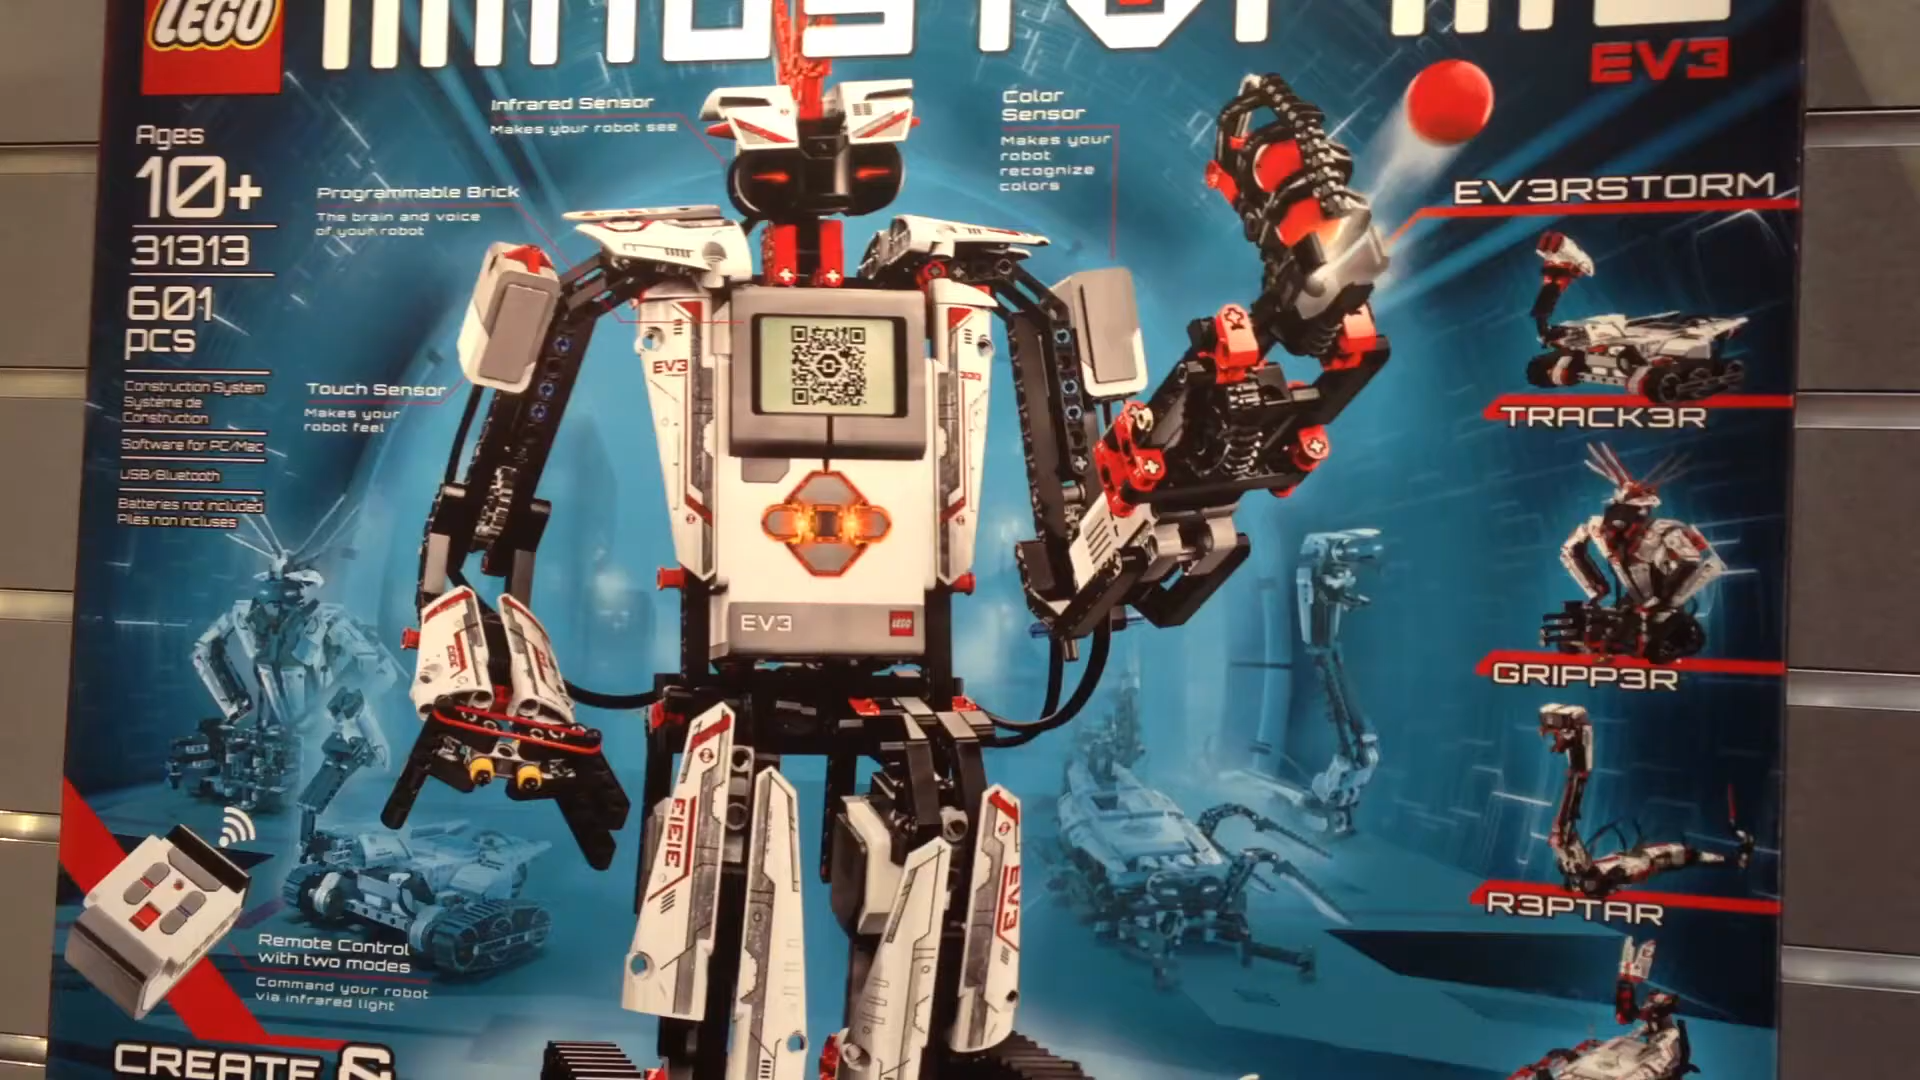 LEGO
EV3
Ages
10+
31313
601
pcs
Construction System
Système de
Construction
Software for PC/Mac
USB/Bluetooth
Batteries not included
Piles non incluses
Infrared Sensor
Makes your robot see
Programmable Brick
The brain and voice
of your robot
Touch Sensor
Makes your
robot feel
Color
Sensor
Makes your
robot
recognize
colors
EV3RSTORM
TRACK3R
GRIPP3R
R3PTAR
EV3
EV3
LEGO
EV3
Remote Control
with two modes
Command your robot
via infrared light
CREATE &